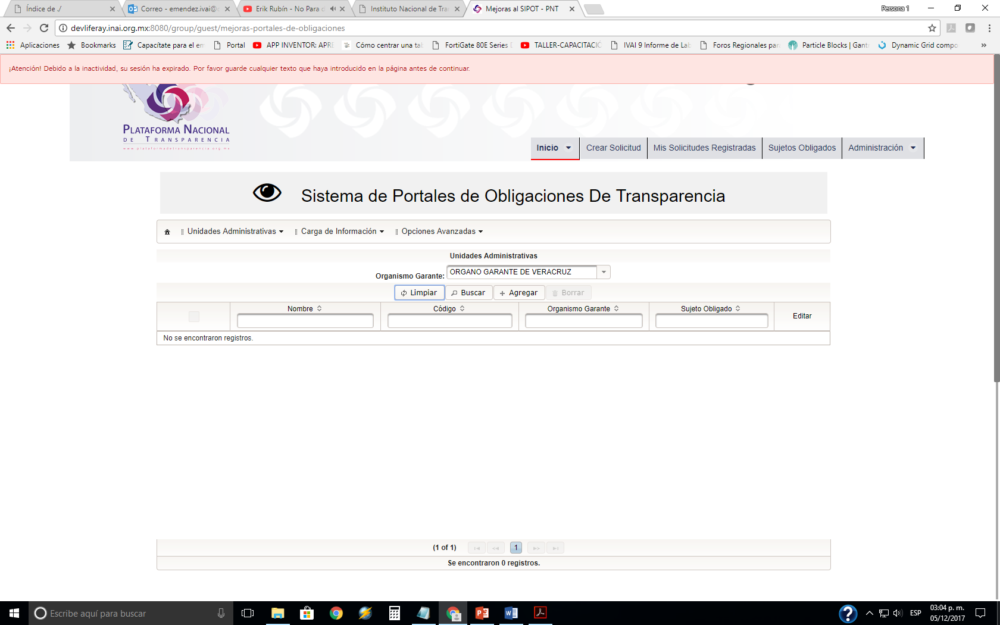 Índice de ./
Correo - emendez.ivai@
Erik Rubín - No Para
Instituto Nacional de Tra
Mejoras al SIPOT - PNT
Persona 1
devliferay.inai.org.mx:8080/group/guest/mejoras-portales-de-obligaciones
Aplicaciones
Bookmarks
Capacítate para el em
Portal
APP INVENTOR: APRE
Cómo centrar una tab
FortiGate 80E Series
TALLER-CAPACITACIÓ
IVAI 9 Informe de Lab
Foros Regionales para
Particle Blocks | Gant
Dynamic Grid compo
»
¡Atención! Debido a la inactividad, su sesión ha expirado. Por favor guarde cualquier texto que haya introducido en la página antes de continuar.
PLATAFORMA NACIONAL
DE TRANSPARENCIA
www.plataformadetransparencia.org.mx
Inicio
Crear Solicitud
Mis Solicitudes Registradas
Sujetos Obligados
Administración
Sistema de Portales de Obligaciones De Transparencia
Unidades Administrativas
Carga de Información
Opciones Avanzadas
Unidades Administrativas
Organismo Garante: ORGANO GARANTE DE VERACRUZ
Limpiar
Buscar
Agregar
Borrar
Nombre
Código
Organismo Garante
Sujeto Obligado
Editar
No se encontraron registros.
(1 of 1)
1
Se encontraron 0 registros.
Escribe aquí para buscar
ESP
03:04 p. m.
05/12/2017